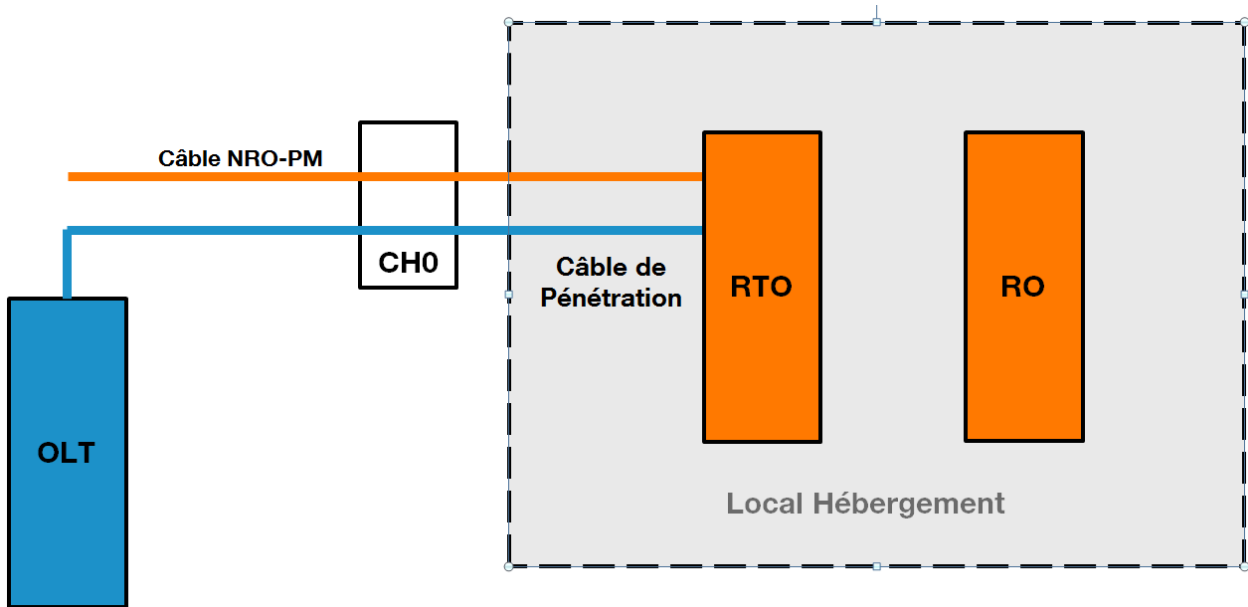 Câble NRO-PM
CH0
Câble de
Pénétration
RTO
RO
OLT
Local Hébergement